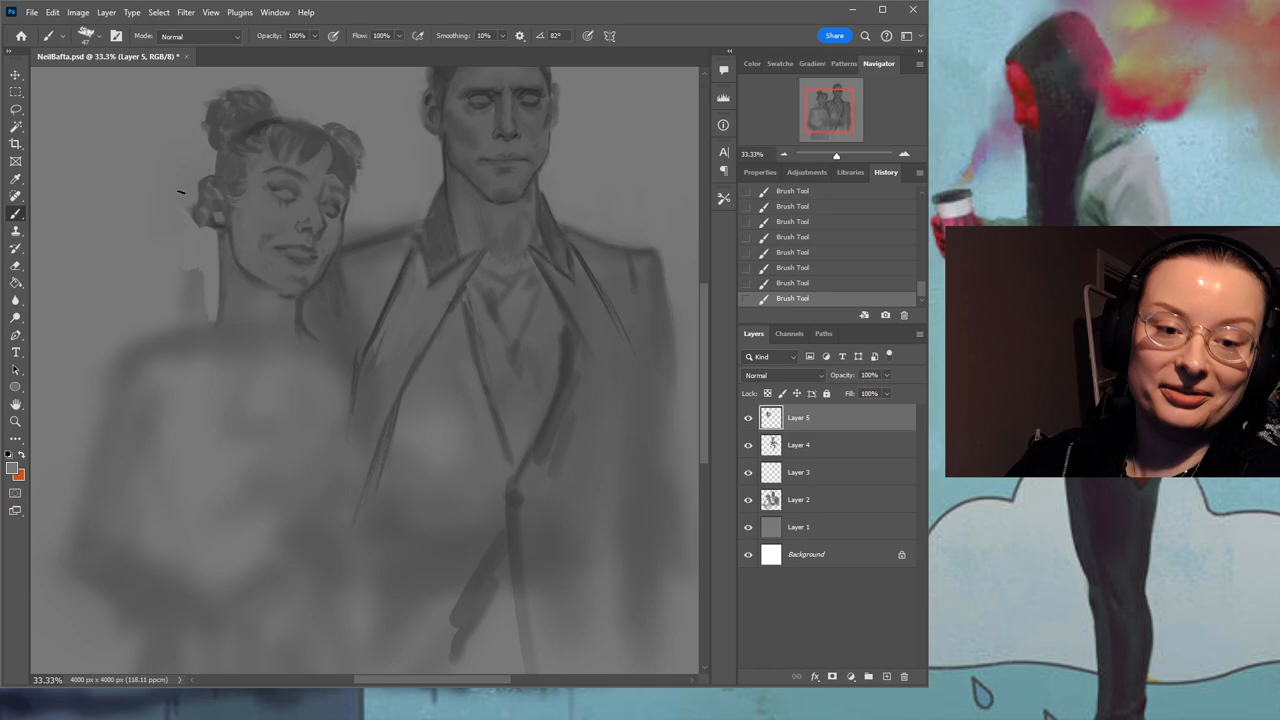 File Edit Image Layer Type Select Filter View Plugins Window Help
47 Mode: Normal Opacity: 100% Flow: 100% Smoothing: 10% 82° Share
NeilBafta.psd @ 33.3% (Layer 5, RGB/8) *
Color Swatche Gradien Patterns Navigator
33.33%
Properties Adjustments Libraries History
Brush Tool
Brush Tool
Brush Tool
Brush Tool
Brush Tool
Brush Tool
Brush Tool
Brush Tool
Layers Channels Paths
Kind
Normal Opacity: 100%
Lock: Fill: 100%
Layer 5
Layer 4
Layer 3
Layer 2
Layer 1
Background
33.33% 4000 px x 4000 px (118.11 ppcm)